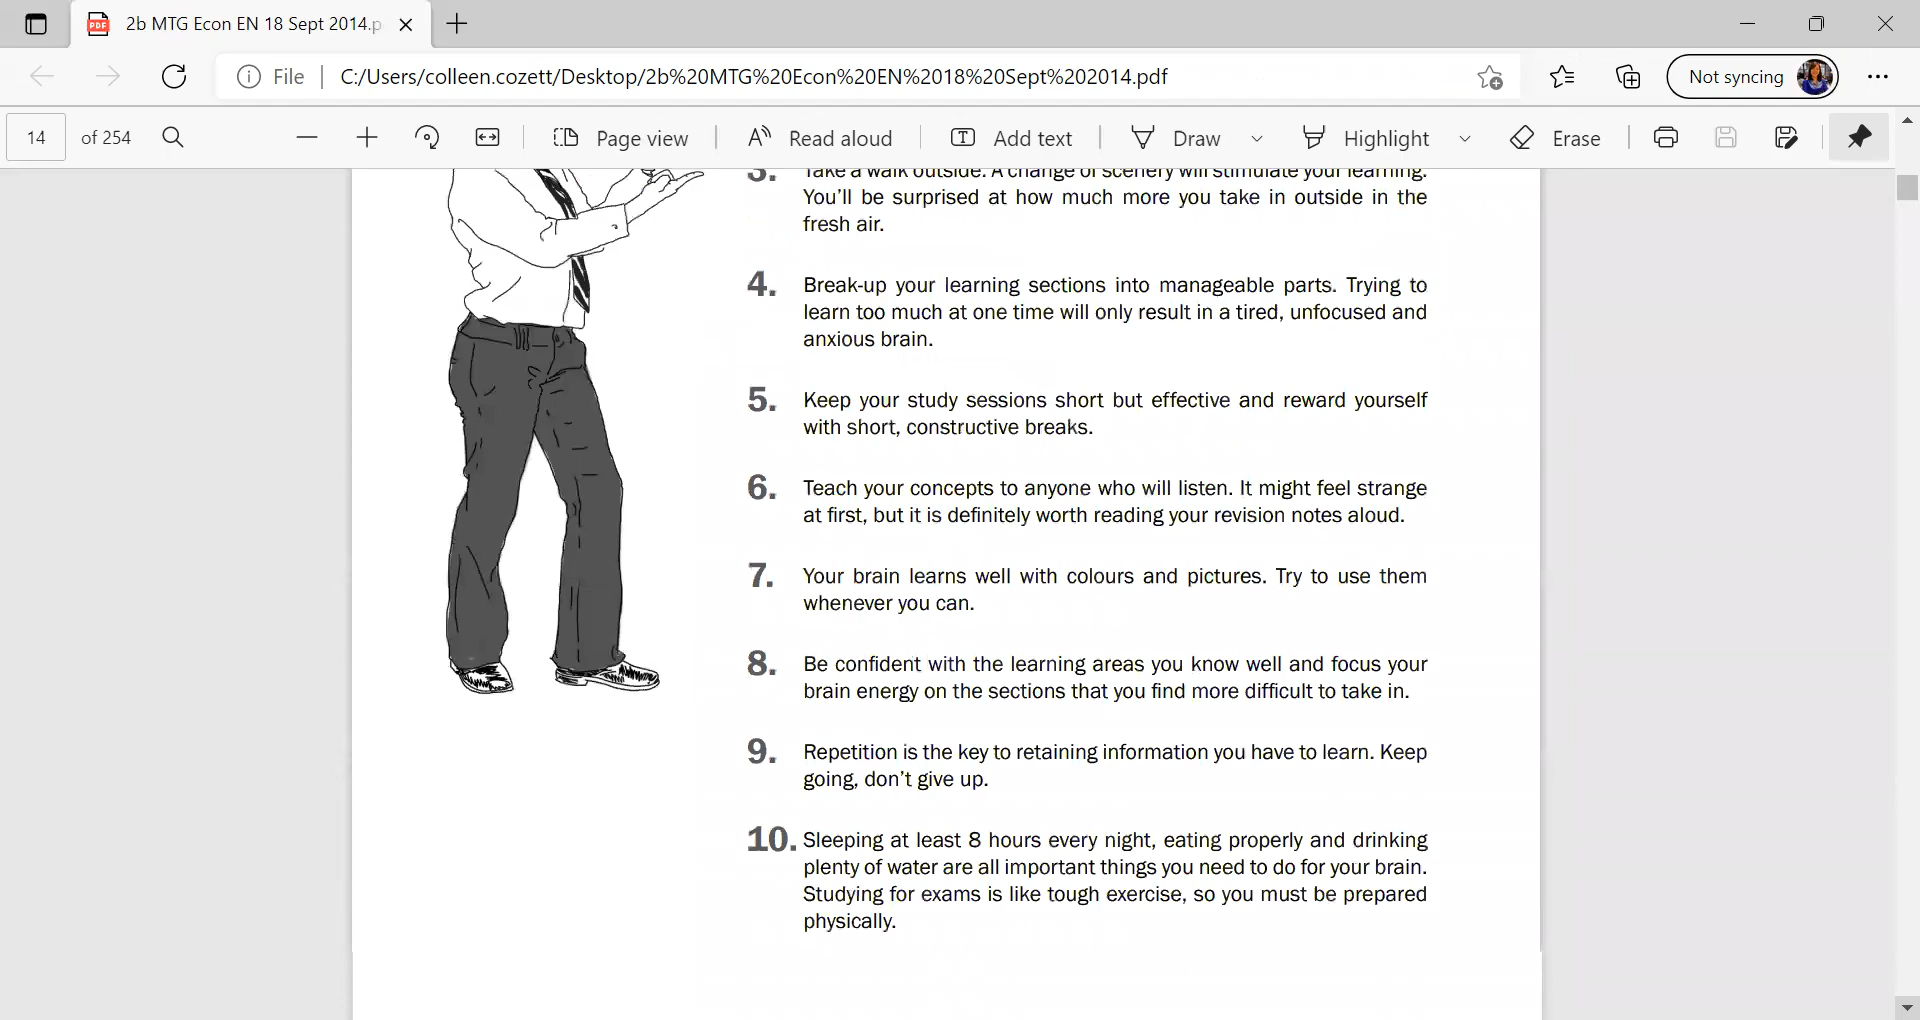 2b MTG Econ EN 18 Sept 2014.p
File
C:/Users/colleen.cozett/Desktop/2b%20MTG%20Econ%20EN%2018%20Sept%202014.pdf
Not syncing
14 of 254
Page view
Read aloud
Add text
Draw
Highlight
Erase
3. Take a walk outside. A change of scenery will stimulate your learning.
You'll be surprised at how much more you take in outside in the
fresh air.
4. Break-up your learning sections into manageable parts. Trying to
learn too much at one time will only result in a tired, unfocused and
anxious brain.
5. Keep your study sessions short but effective and reward yourself
with short, constructive breaks.
6. Teach your concepts to anyone who will listen. It might feel strange
at first, but it is definitely worth reading your revision notes aloud.
7. Your brain learns well with colours and pictures. Try to use them
whenever you can.
8. Be confident with the learning areas you know well and focus your
brain energy on the sections that you find more difficult to take in.
9. Repetition is the key to retaining information you have to learn. Keep
going, don't give up.
10. Sleeping at least 8 hours every night, eating properly and drinking
plenty of water are all important things you need to do for your brain.
Studying for exams is like tough exercise, so you must be prepared
physically.